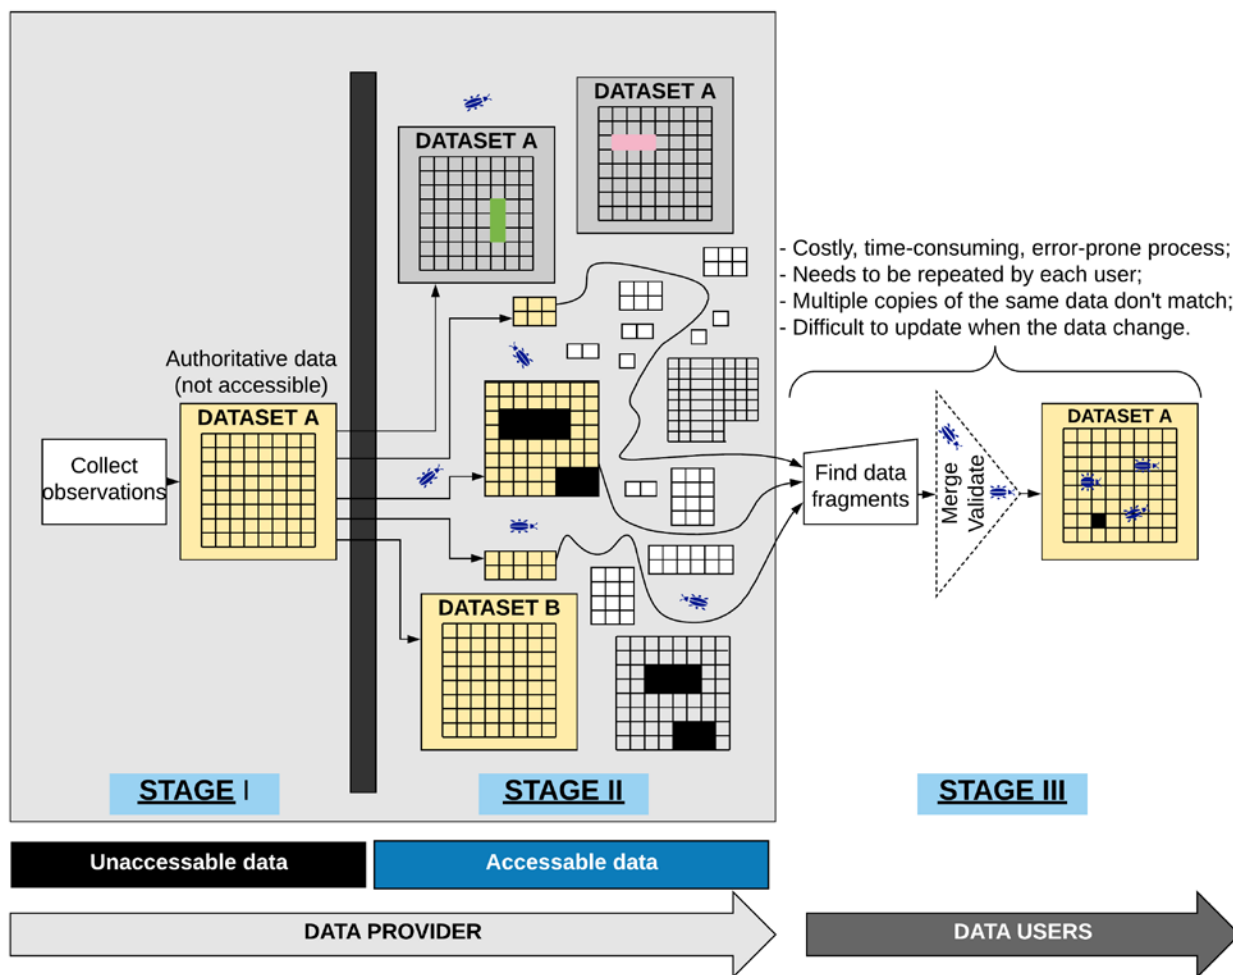 DATASET A
DATASET A
- Costly, time-consuming, error-prone process;
- Needs to be repeated by each user;
- Multiple copies of the same data don't match;
- Difficult to update when the data change.
Authoritative data
(not accessible)
DATASET A
DATASET A
Collect
observations
Find data
fragments
Merge
Validate
DATASET B
STAGE I
STAGE II
STAGE III
Unaccessable data
Accessable data
DATA PROVIDER
DATA USERS